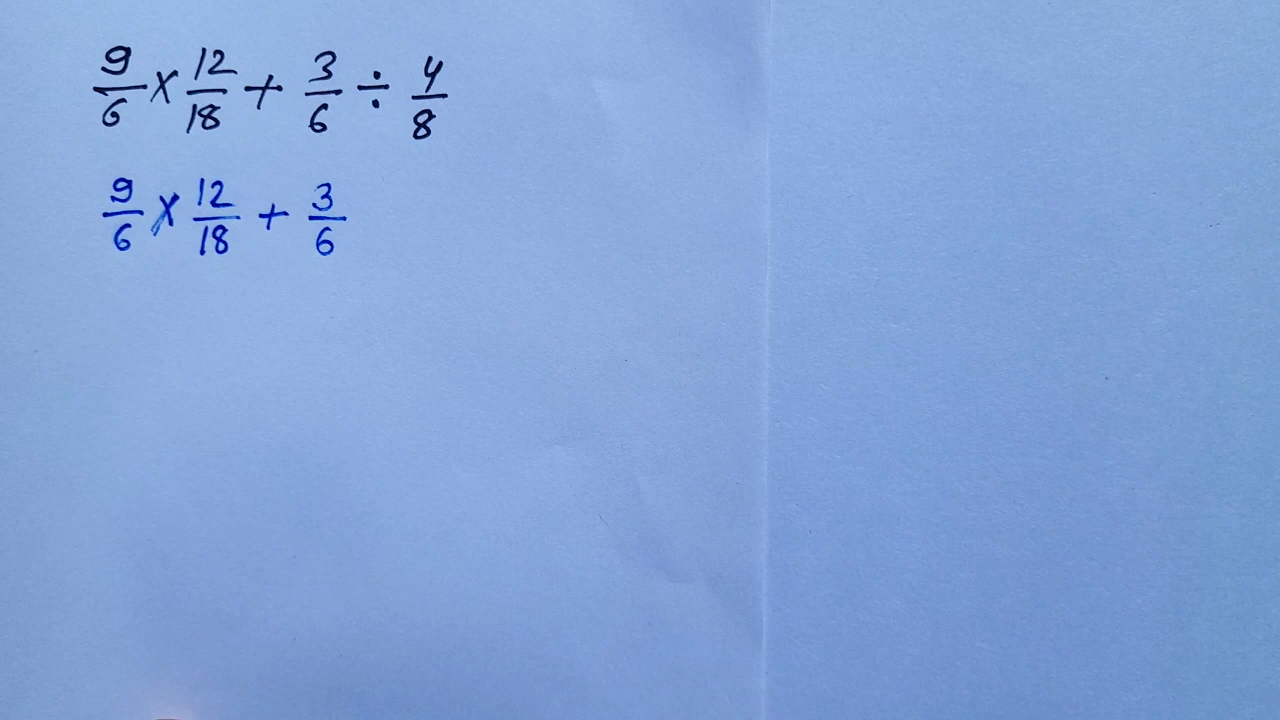 9/6 × 12/18 + 3/6 ÷ 4/8
9/6 × 12/18 + 3/6